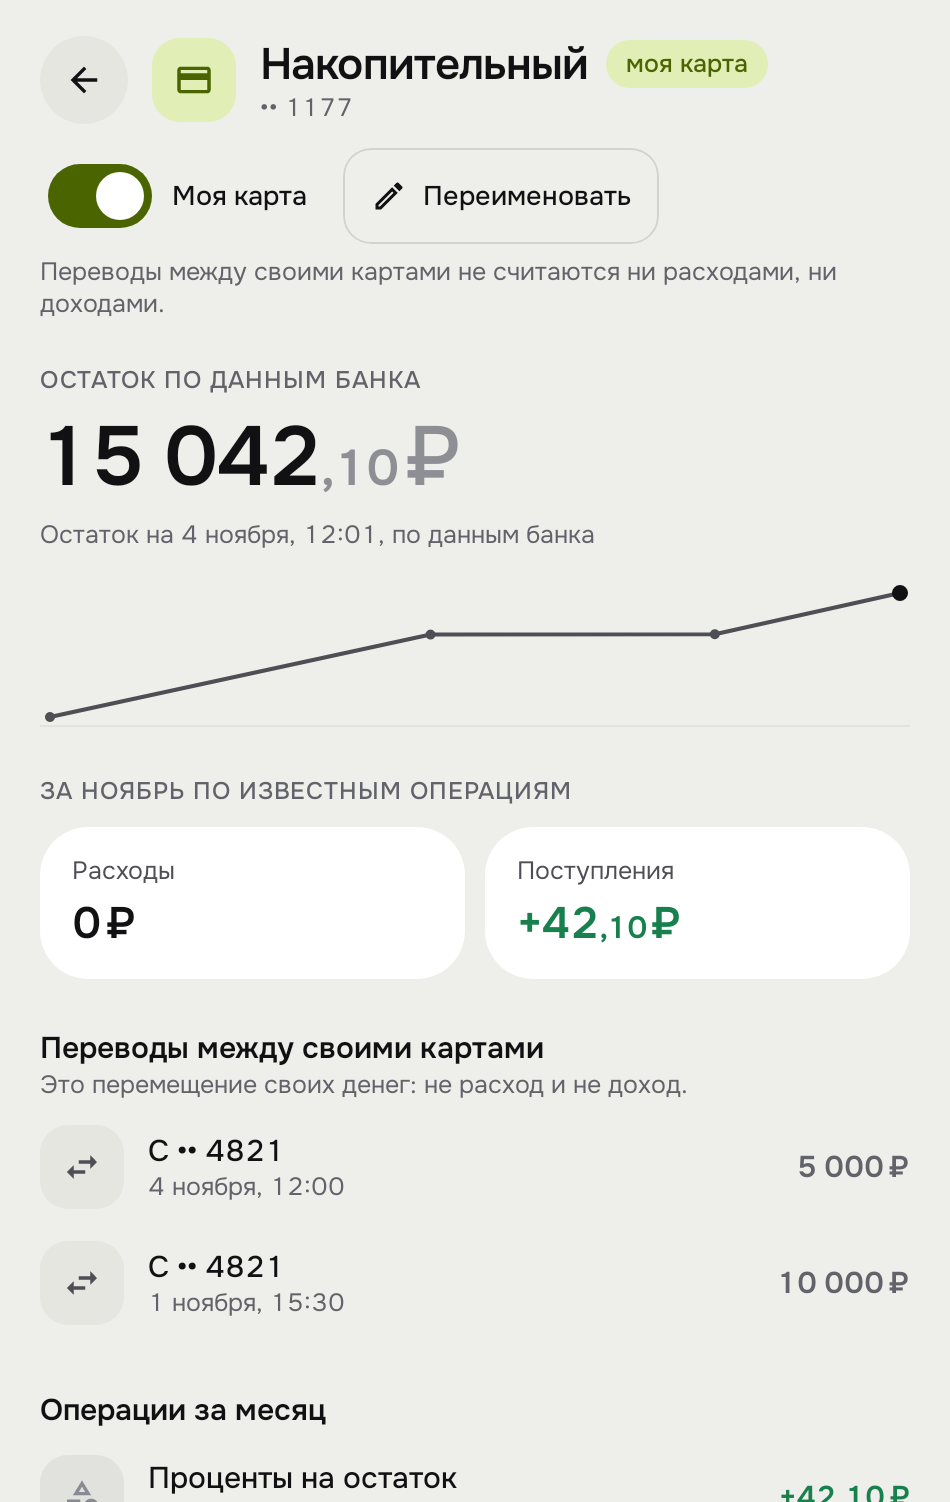 Накопительный моя карта
•• 1177
Моя карта Переименовать
Переводы между своими картами не считаются ни расходами, ни
доходами.
ОСТАТОК ПО ДАННЫМ БАНКА
15 042,10 ₽
Остаток на 4 ноября, 12:01, по данным банка
ЗА НОЯБРЬ ПО ИЗВЕСТНЫМ ОПЕРАЦИЯМ
Расходы Поступления
0 ₽ +42,10 ₽
Переводы между своими картами
Это перемещение своих денег: не расход и не доход.
С •• 4821
4 ноября, 12:00 5 000 ₽
С •• 4821
1 ноября, 15:30 10 000 ₽
Операции за месяц
Проценты на остаток
+42,10 ₽